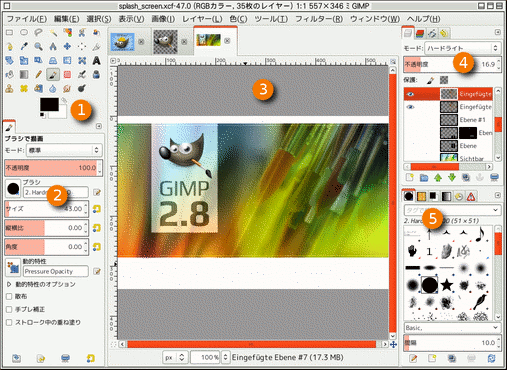 splash_screen.xcf-47.0 (RGBカラー, 35枚のレイヤー) 1:1 557×346 ミ GIMP
ファイル(F) 編集(E) 選択(S) 表示(V) 画像(I) レイヤー(L) 色(C) ツール(T) フィルター(R) ウィンドウ(W) ヘルプ(H)
1
ブラシで描画
モード: 標準
不透明度 100.0
ブラシ
2. Hard
2
サイズ 43.00
縦横比 0.00
角度 0.00
動的特性
Pressure Opacity
動的特性のオプション
散布
手ブレ補正
ストローク中の重ね塗り
0 100 200 300 400 500
3
GIMP
2.8
px 100% Eingefügte Ebene #7 (17.3 MB)
モード: ハードライト
不透明度 16.9
4
保護:
Eingefügte
Eingefügte
Ebene #1
Eben
Ebene
Sichtbar
5
2. Hardness 050 (51 × 51)
Basic,
間隔 10.0